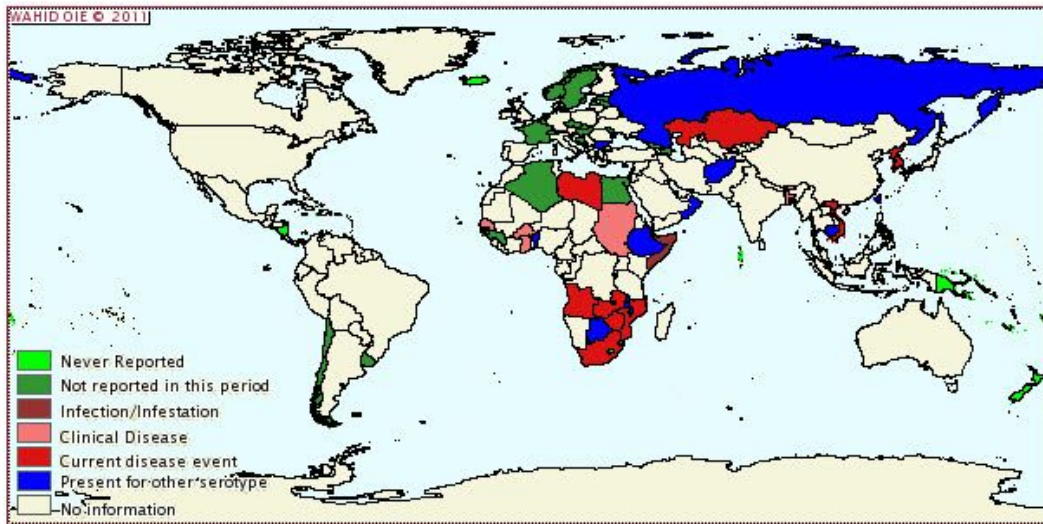 WAHID OIE © 2011
Never Reported
Not reported in this period
Infection/Infestation
Clinical Disease
Current disease event
Present for other serotype
No information